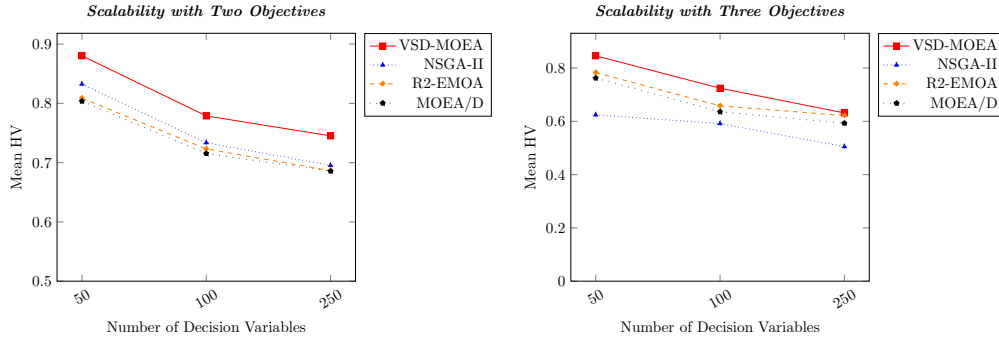 Scalability with Two Objectives
0.9
0.8
0.7
0.6
0.5
50
100
250
Mean HV
Number of Decision Variables
VSD-MOEA
NSGA-II
R2-EMOA
MOEA/D
Scalability with Three Objectives
0.8
0.6
0.4
0.2
0
50
100
250
Mean HV
Number of Decision Variables
VSD-MOEA
NSGA-II
R2-EMOA
MOEA/D